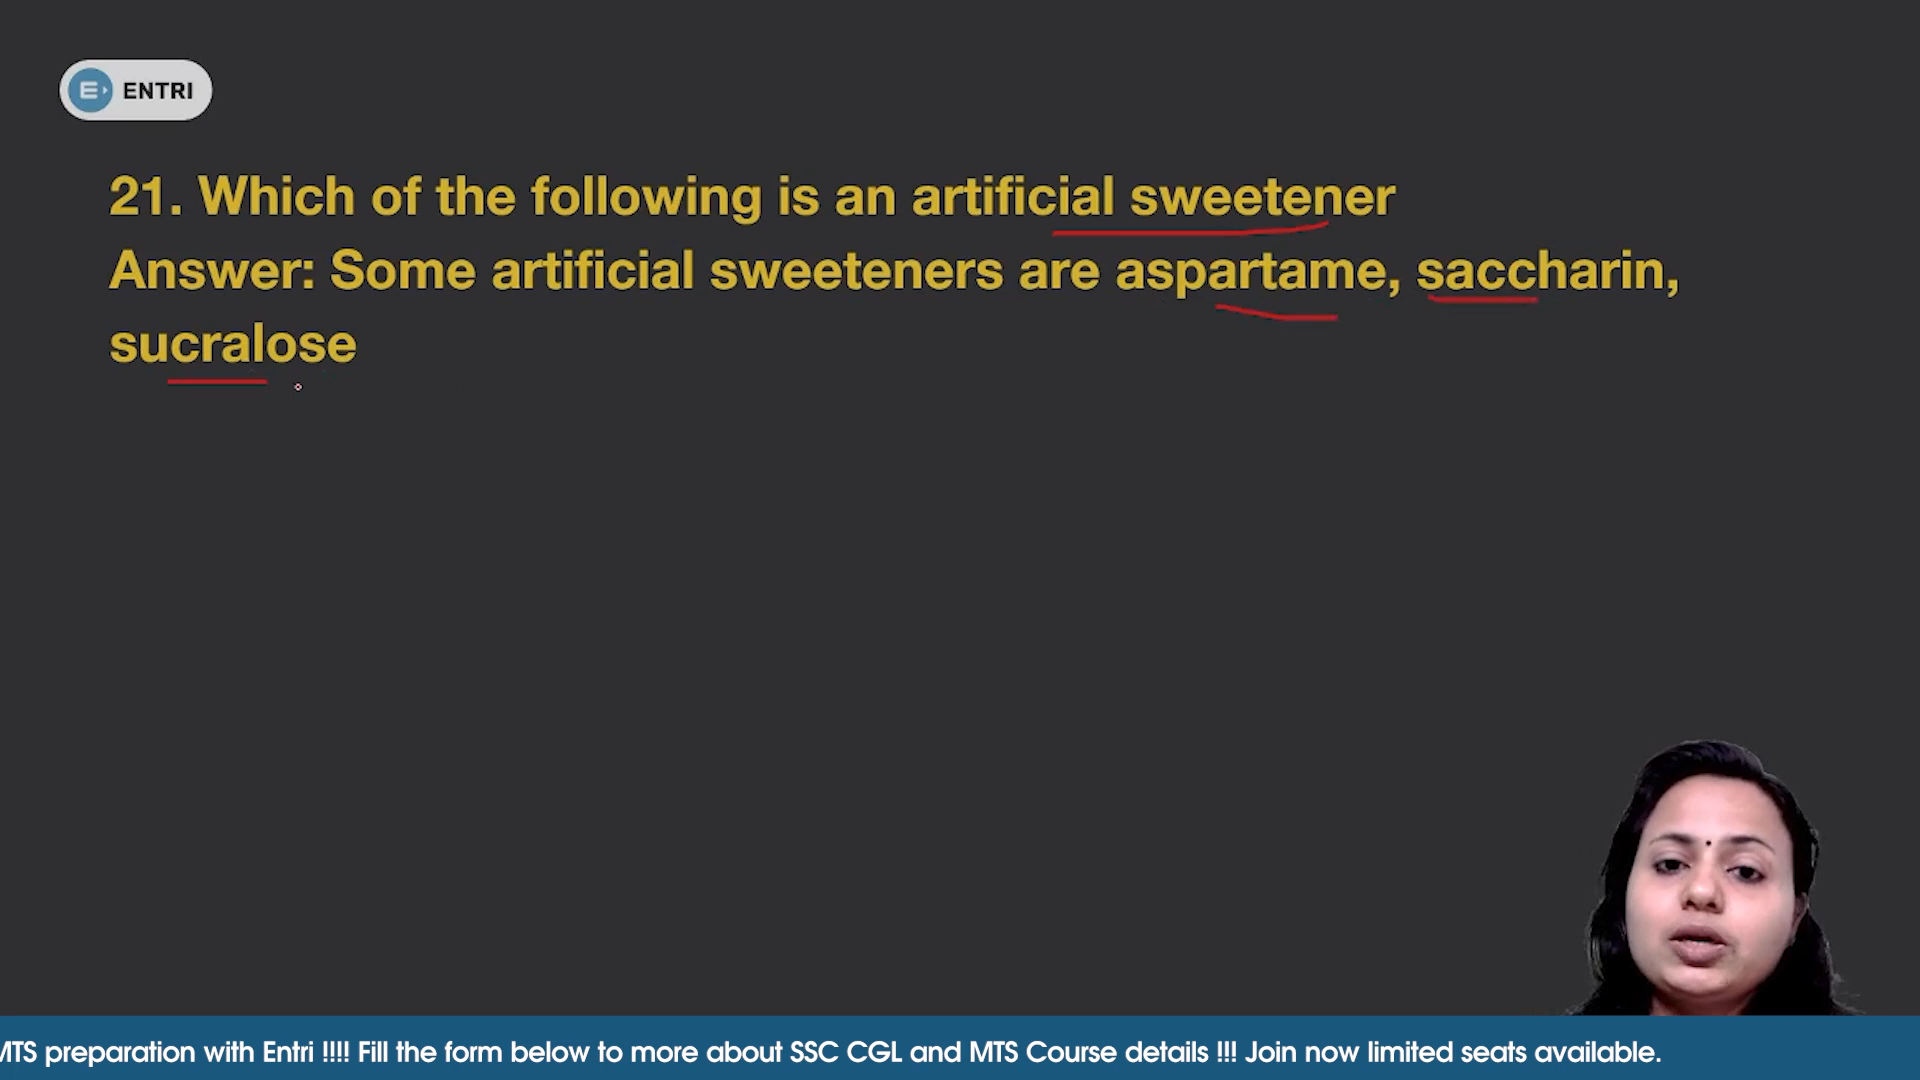 ENTRI
21. Which of the following is an artificial sweetener
Answer: Some artificial sweeteners are aspartame, saccharin,
sucralose
MTS preparation with Entri !!!! Fill the form below to more about SSC CGL and MTS Course details !!! Join now limited seats available.